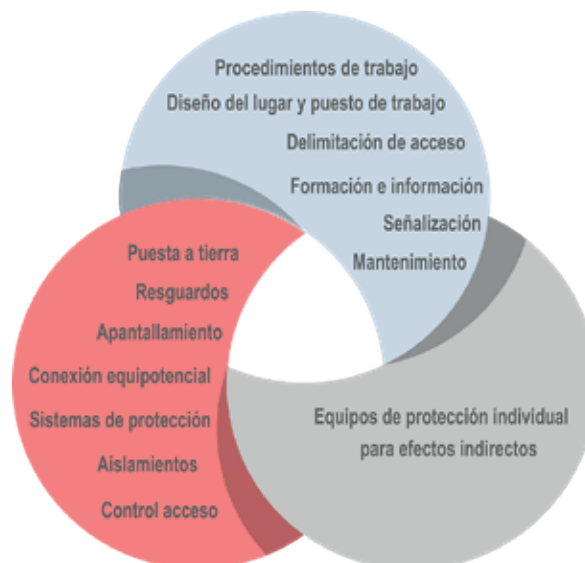 Procedimientos de trabajo
Diseño del lugar y puesto de trabajo
Delimitación de acceso
Formación e información
Señalización
Mantenimiento
Puesta a tierra
Resguardos
Apantallamiento
Conexión equipotencial
Sistemas de protección
Aislamientos
Control acceso
Equipos de protección individual
para efectos indirectos